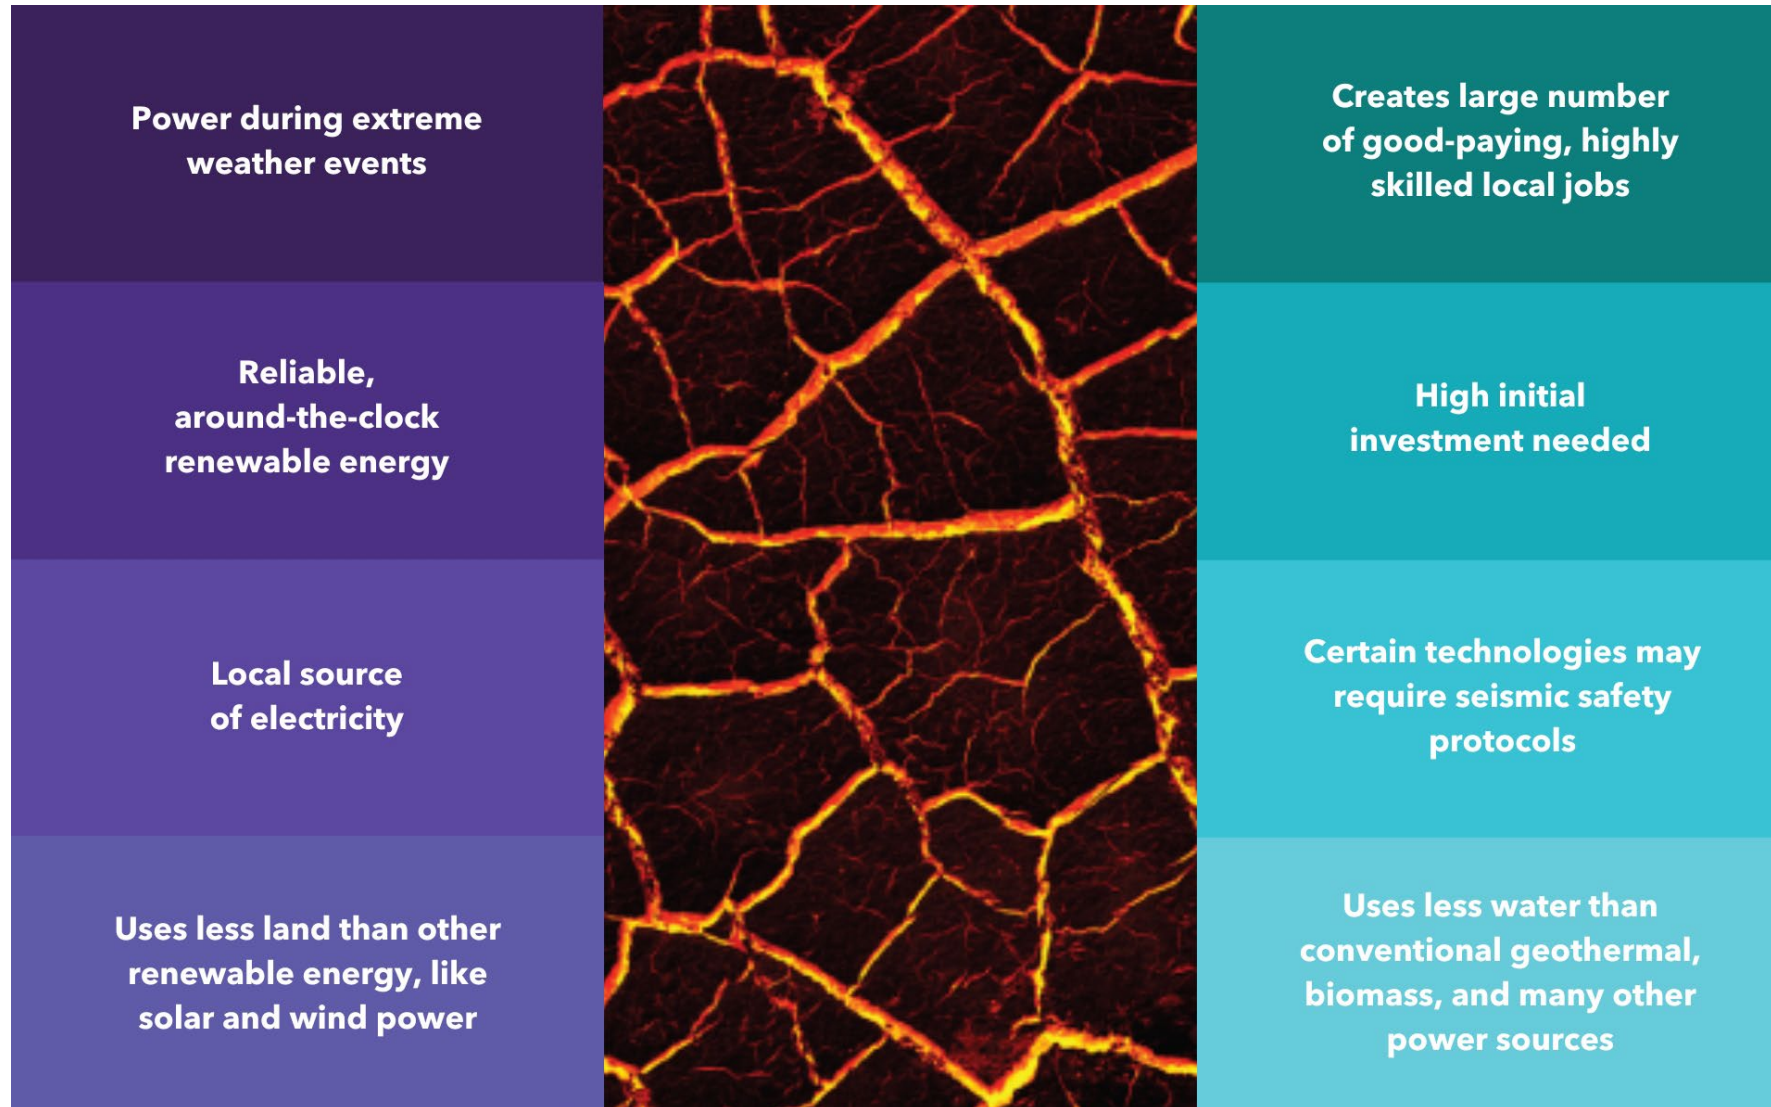 Power during extreme
weather events
Reliable,
around-the-clock
renewable energy
Local source
of electricity
Uses less land than other
renewable energy, like
solar and wind power
Creates large number
of good-paying, highly
skilled local jobs
High initial
investment needed
Certain technologies may
require seismic safety
protocols
Uses less water than
conventional geothermal,
biomass, and many other
power sources